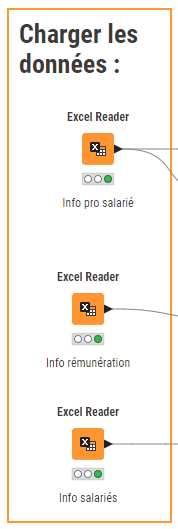 Charger les
données :
Excel Reader
Info pro salarié
Excel Reader
Info rémunération
Excel Reader
Info salariés